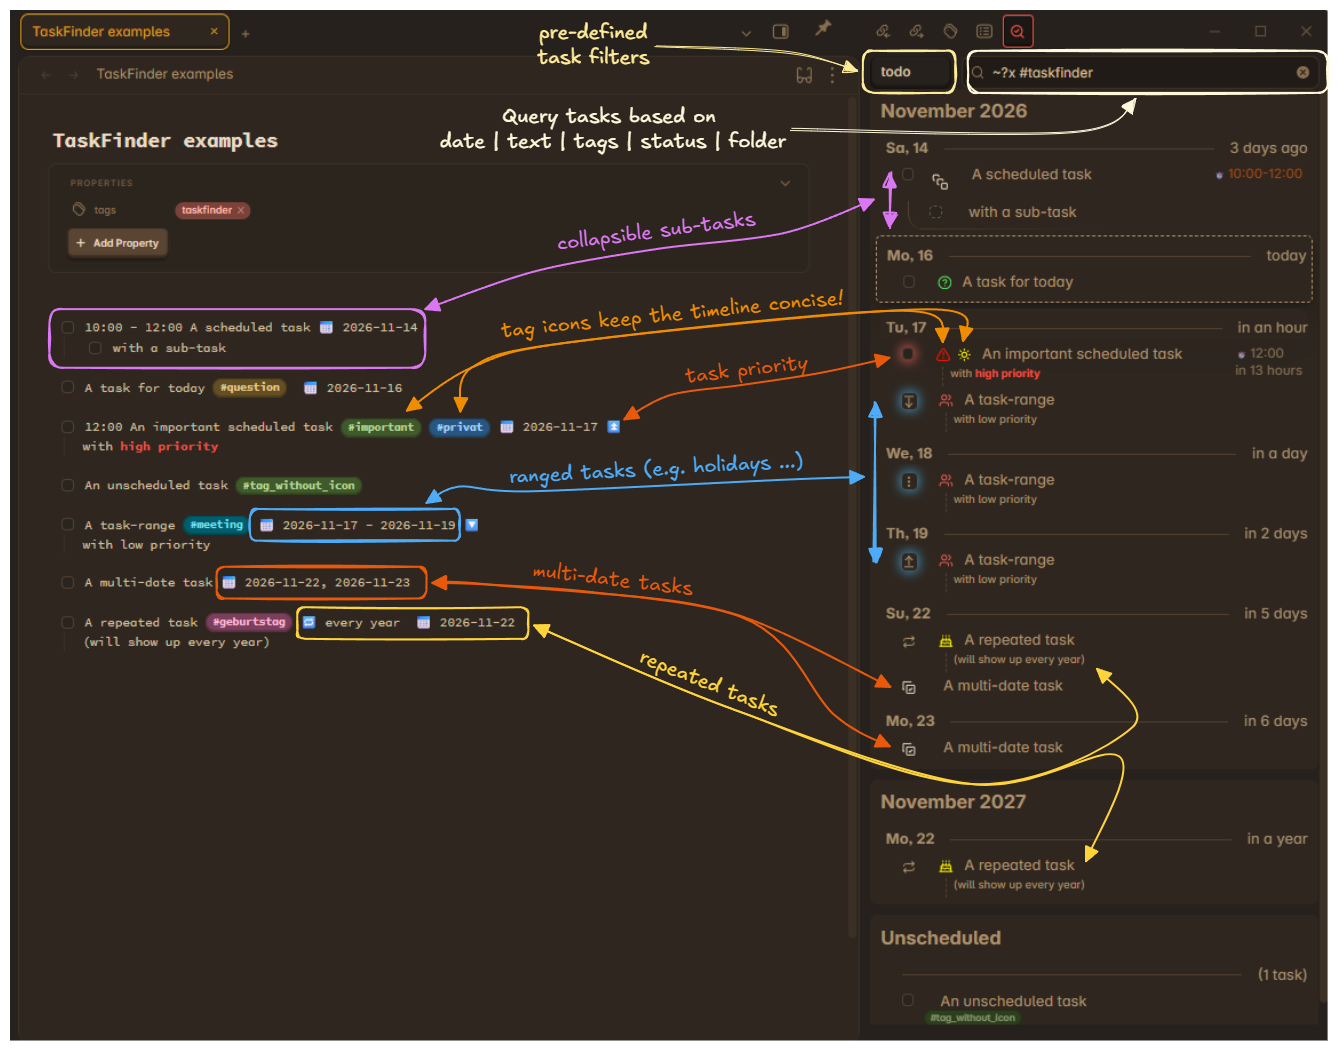 TaskFinder examples
TaskFinder examples
pre-defined
task filters
todo
~?x #taskfinder
Query tasks based on
date | text | tags | status | folder
TaskFinder examples
PROPERTIES
tags
taskfinder
+ Add Property
collapsible sub-tasks
10:00 - 12:00 A scheduled task 2026-11-14
with a sub-task
tag icons keep the timeline concise!
A task for today #question 2026-11-16
task priority
12:00 An important scheduled task #important #privat 2026-11-17
with high priority
ranged tasks (e.g. holidays ...)
An unscheduled task #tag_without_icon
A task-range #meeting 2026-11-17 - 2026-11-19
with low priority
multi-date tasks
A multi-date task 2026-11-22, 2026-11-23
A repeated task #geburtstag every year 2026-11-22
(will show up every year)
repeated tasks
November 2026
Sa, 14 3 days ago
A scheduled task 10:00-12:00
with a sub-task
Mo, 16 today
A task for today
Tu, 17 in an hour
An important scheduled task 12:00
with high priority in 13 hours
A task-range
with low priority
We, 18 in a day
A task-range
with low priority
Th, 19 in 2 days
A task-range
with low priority
Su, 22 in 5 days
A repeated task
(will show up every year)
A multi-date task
Mo, 23 in 6 days
A multi-date task
November 2027
Mo, 22 in a year
A repeated task
(will show up every year)
Unscheduled
(1 task)
An unscheduled task
#tag_without_icon